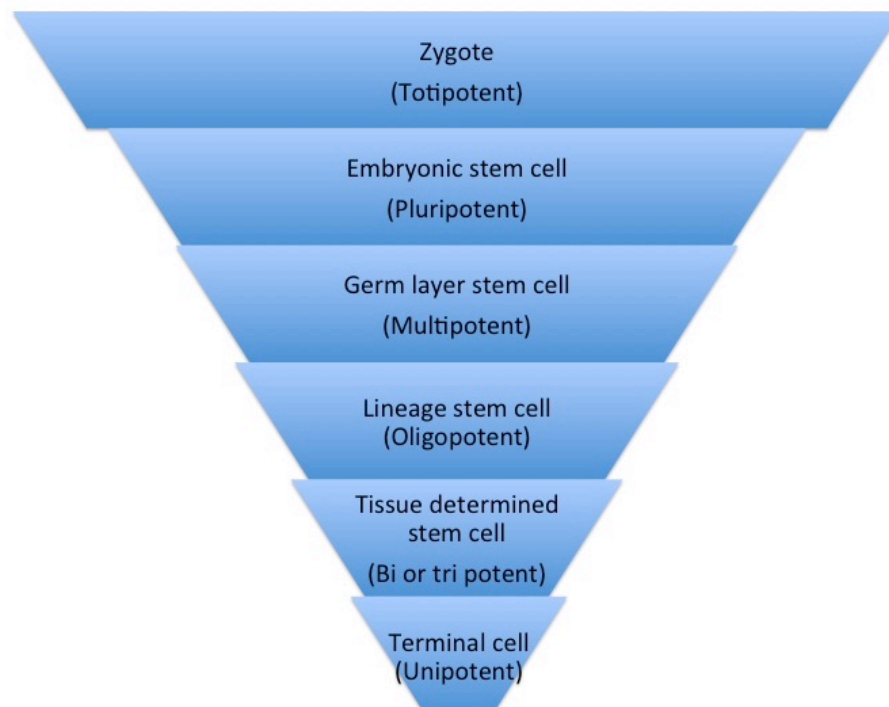 Zygote
(Totipotent)
Embryonic stem cell
(Pluripotent)
Germ layer stem cell
(Multipotent)
Lineage stem cell
(Oligopotent)
Tissue determined
stem cell
(Bi or tri potent)
Terminal cell
(Unipotent)